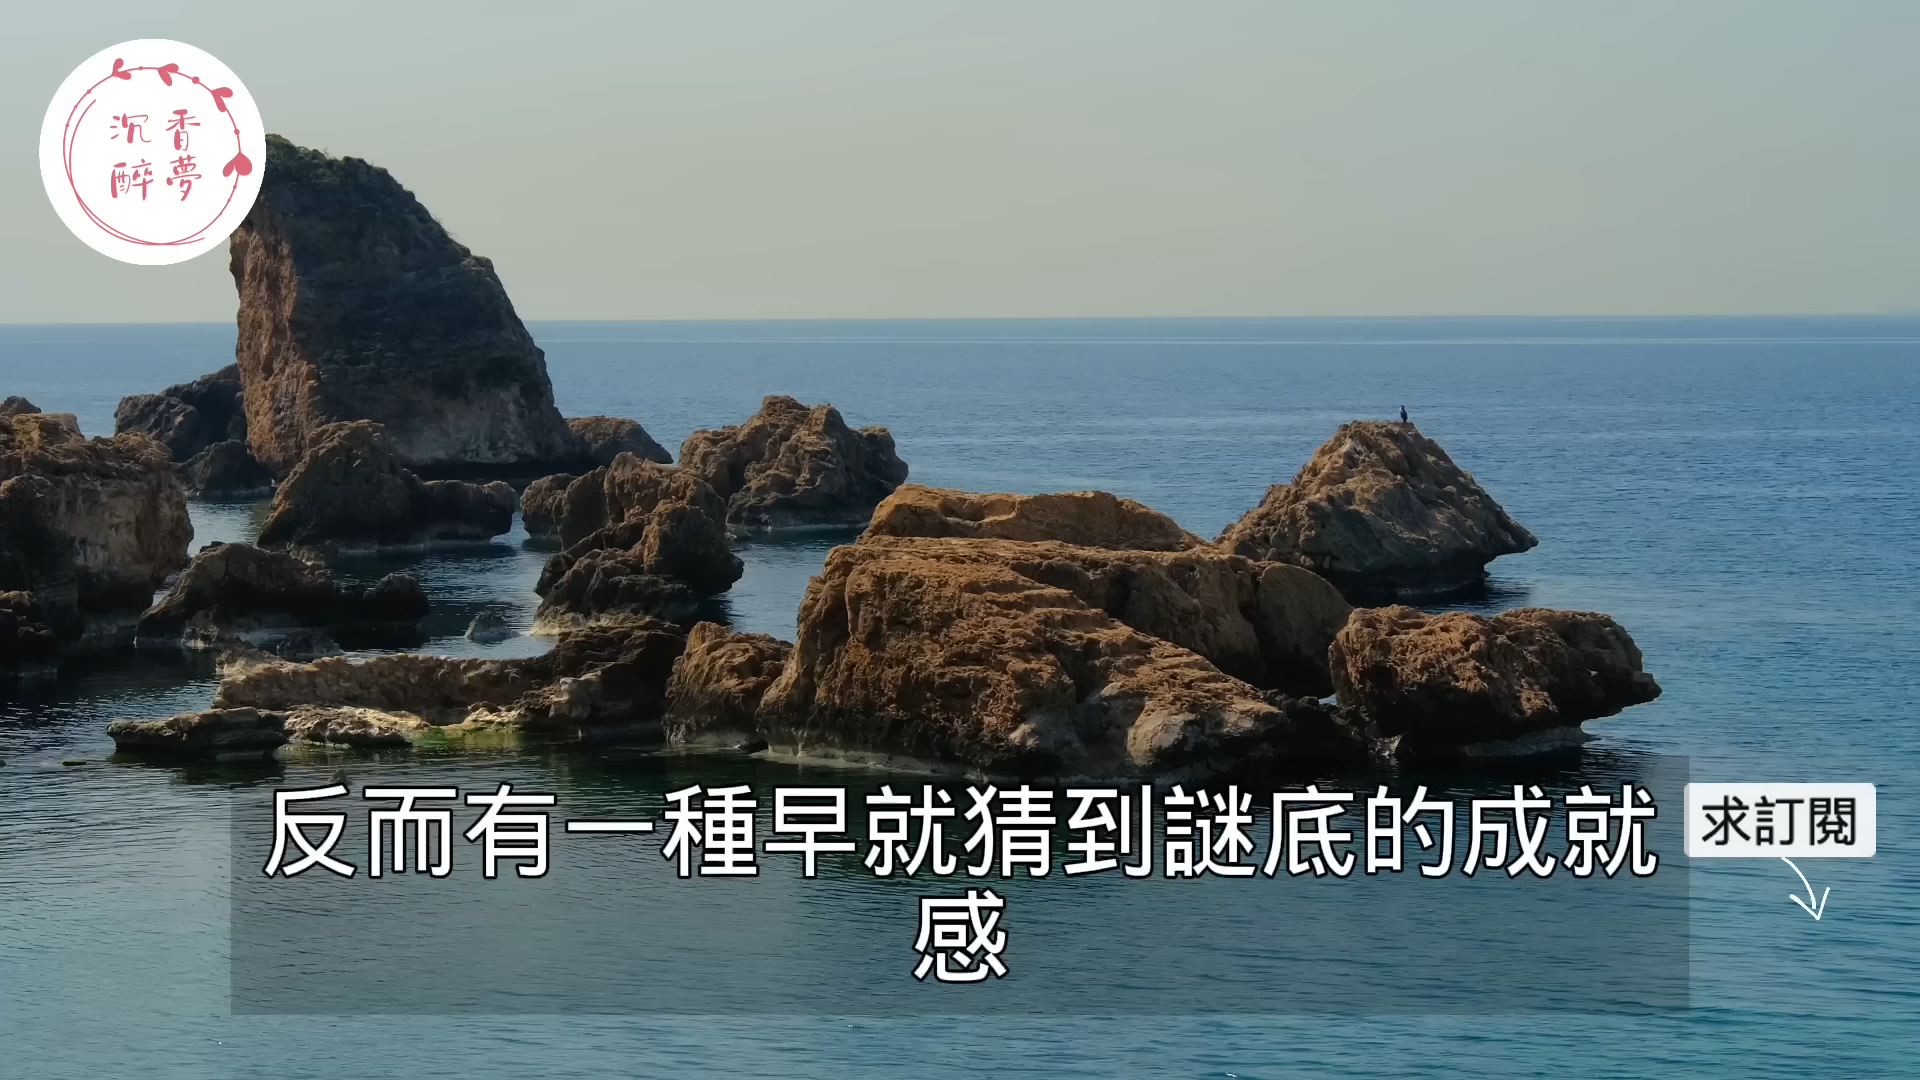 沉香
醉夢
反而有一種早就猜到謎底的成就
感
求訂閱